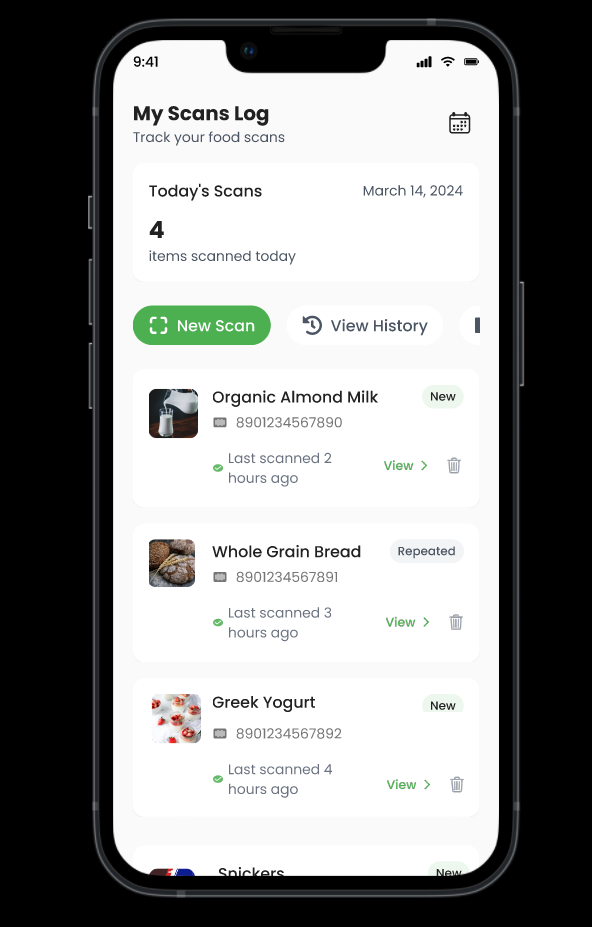 9:41
My Scans Log
Track your food scans
Today's Scans
March 14, 2024
4
items scanned today
New Scan
View History
Organic Almond Milk
New
8901234567890
Last scanned 2
hours ago
View
Whole Grain Bread
Repeated
8901234567891
Last scanned 3
hours ago
View
Greek Yogurt
New
8901234567892
Last scanned 4
hours ago
View
Snickers
New